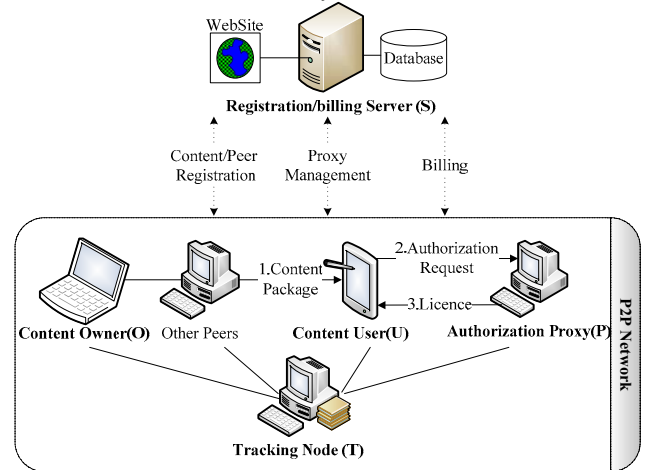 WebSite
Database
Registration/billing Server (S)
Content/Peer
Registration
Proxy
Management
Billing
1.Content
Package
2.Authorization
Request
3.Licence
Content Owner(O)
Other Peers
Content User(U)
Authorization Proxy(P)
P2P Network
Tracking Node (T)